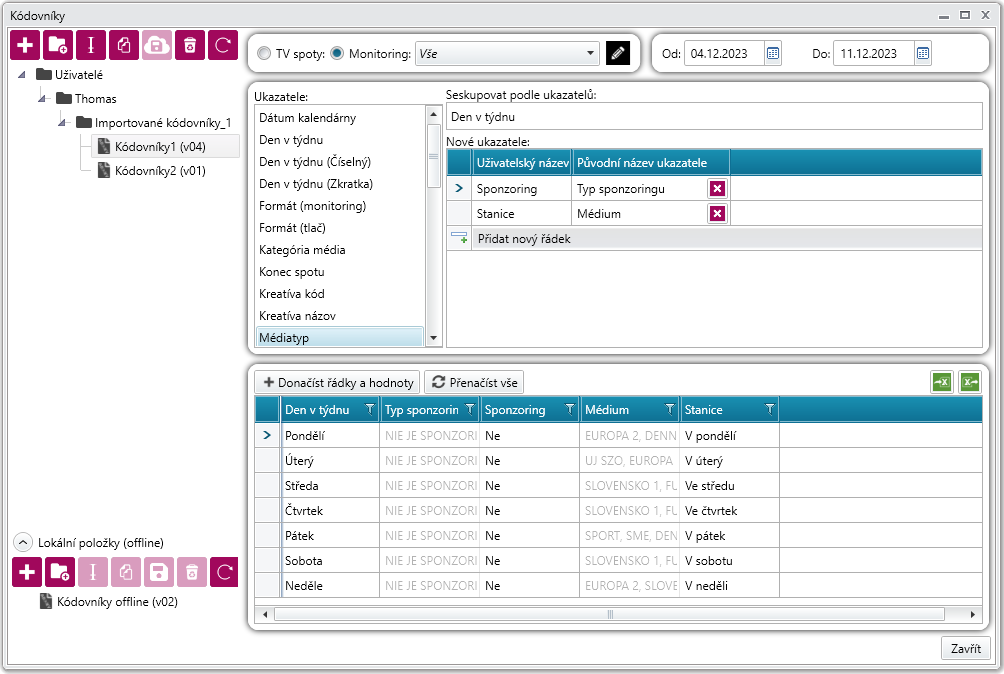 Kódovníky
TV spoty:
Monitoring:
Vše
Od:
04.12.2023
Do:
11.12.2023
Uživatelé
Thomas
Importované kódovníky_1
Kódovníky1 (v04)
Kódovníky2 (v01)
Ukazatele:
Dátum kalendárny
Den v týdnu
Den v týdnu (Číselný)
Den v týdnu (Zkratka)
Formát (monitoring)
Formát (tlač)
Kategória média
Konec spotu
Kreatíva kód
Kreatíva názov
Médiatyp
Seskupovat podle ukazatelů:
Den v týdnu
Nové ukazatele:
Uživatelský název Původní název ukazatele
Sponzoring Typ sponzoringu
Stanice Médium
Přidat nový řádek
Donačíst řádky a hodnoty
Přenačíst vše
Den v týdnu Typ sponzorin Sponzoring Médium Stanice
Pondělí NIE JE SPONZORI Ne EUROPA 2, DENN V pondělí
Úterý NIE JE SPONZORI Ne UJ SZO, EUROPA V úterý
Středa NIE JE SPONZORI Ne SLOVENSKO 1, FU Ve středu
Čtvrtek NIE JE SPONZORI Ne SLOVENSKO 1, FU Ve čtvrtek
Pátek NIE JE SPONZORI Ne SPORT, SME, DEN V pátek
Sobota NIE JE SPONZORI Ne SLOVENSKO 1, FU V sobotu
Neděle NIE JE SPONZORI Ne EUROPA 2, SLOVE V neděli
Lokální položky (offline)
Kódovníky offline (v02)
Zavřít